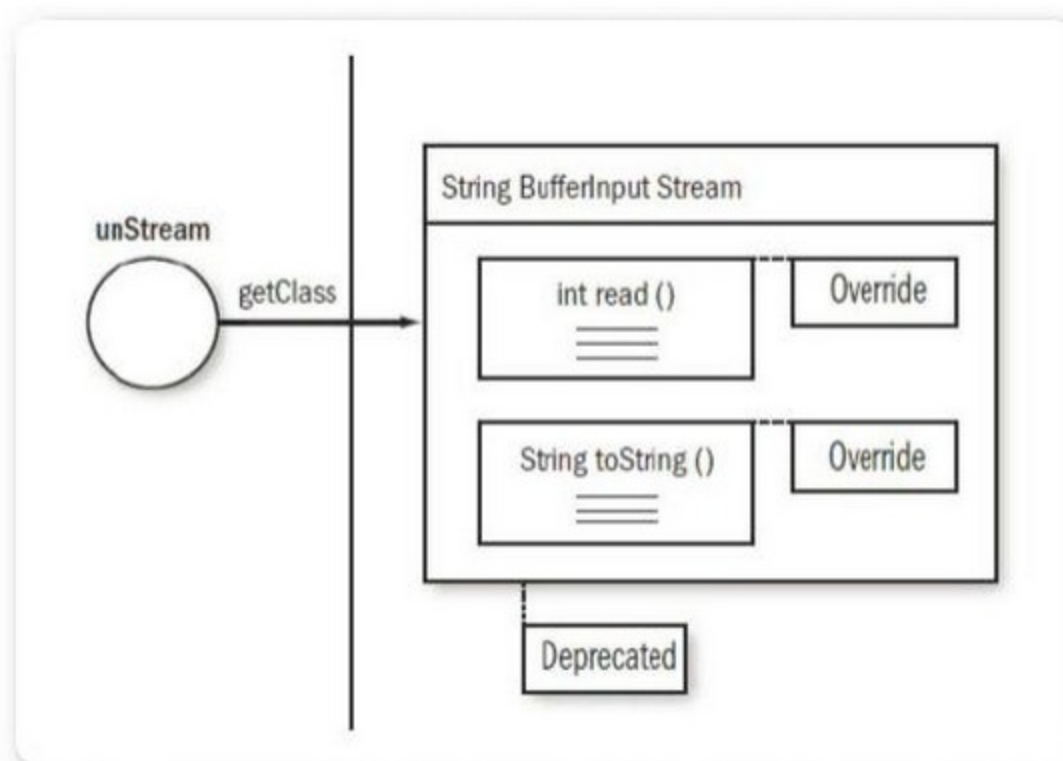 String BufferInput Stream
unStream
getClass
int read ()
Override
String toString ()
Override
Deprecated